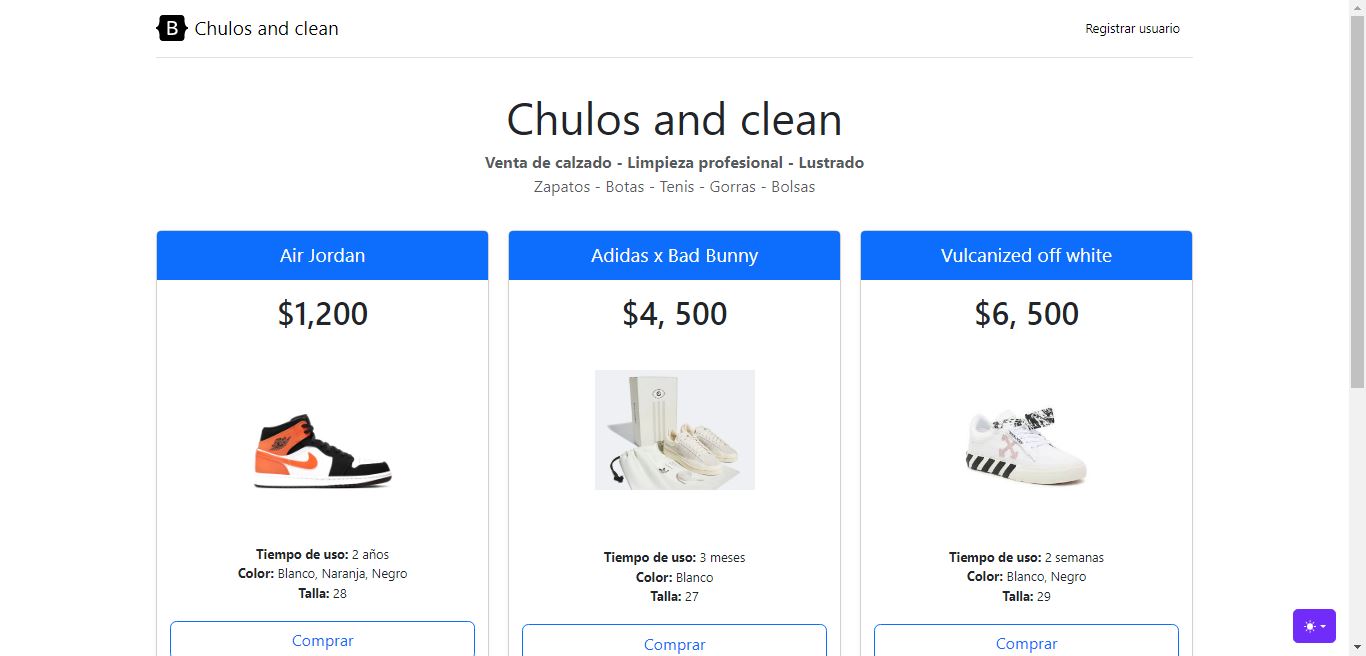 B Chulos and clean
Registrar usuario
Chulos and clean
Venta de calzado - Limpieza profesional - Lustrado
Zapatos - Botas - Tenis - Gorras - Bolsas
Air Jordan
$1,200
Tiempo de uso: 2 años
Color: Blanco, Naranja, Negro
Talla: 28
Comprar
Adidas x Bad Bunny
$4, 500
Tiempo de uso: 3 meses
Color: Blanco
Talla: 27
Comprar
Vulcanized off white
$6, 500
Tiempo de uso: 2 semanas
Color: Blanco, Negro
Talla: 29
Comprar